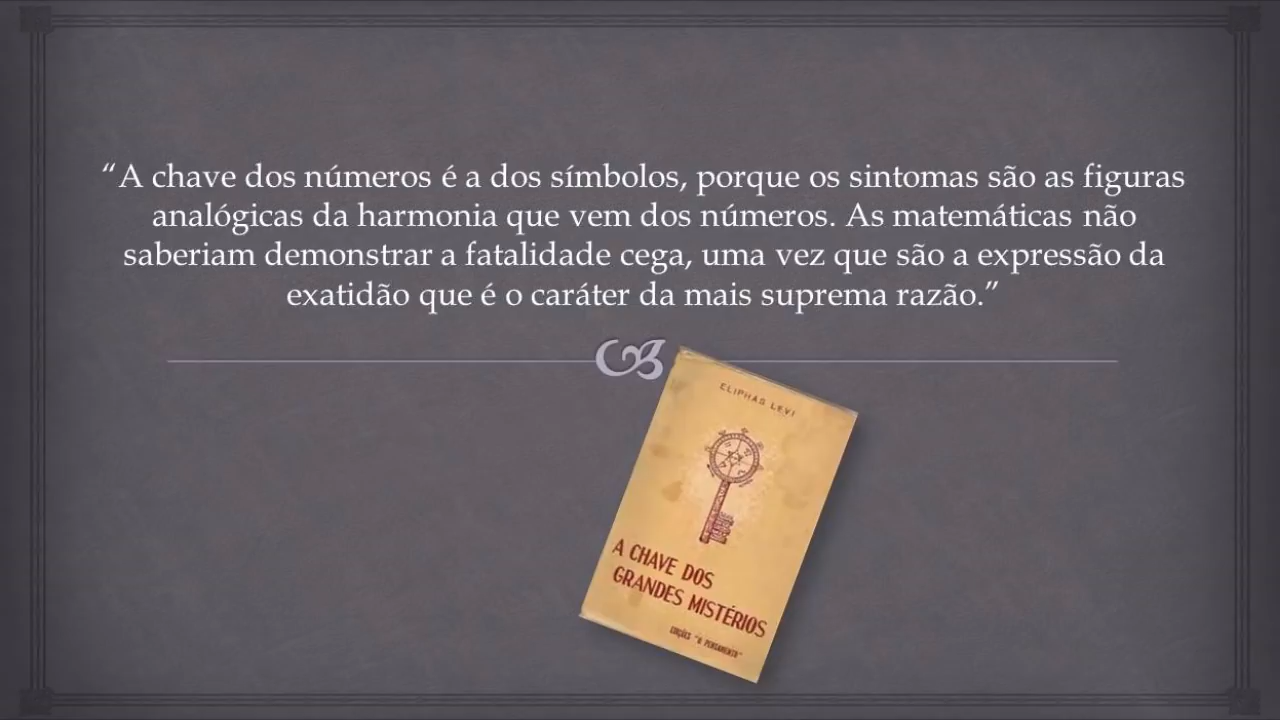 “A chave dos números é a dos símbolos, porque os sintomas são as figuras
analógicas da harmonia que vem dos números. As matemáticas não
saberiam demonstrar a fatalidade cega, uma vez que são a expressão da
exatidão que é o caráter da mais suprema razão.”
ELIPHAS LEVI
A CHAVE DOS
GRANDES MISTÉRIOS
EDIÇÕES "O PENSAMENTO"